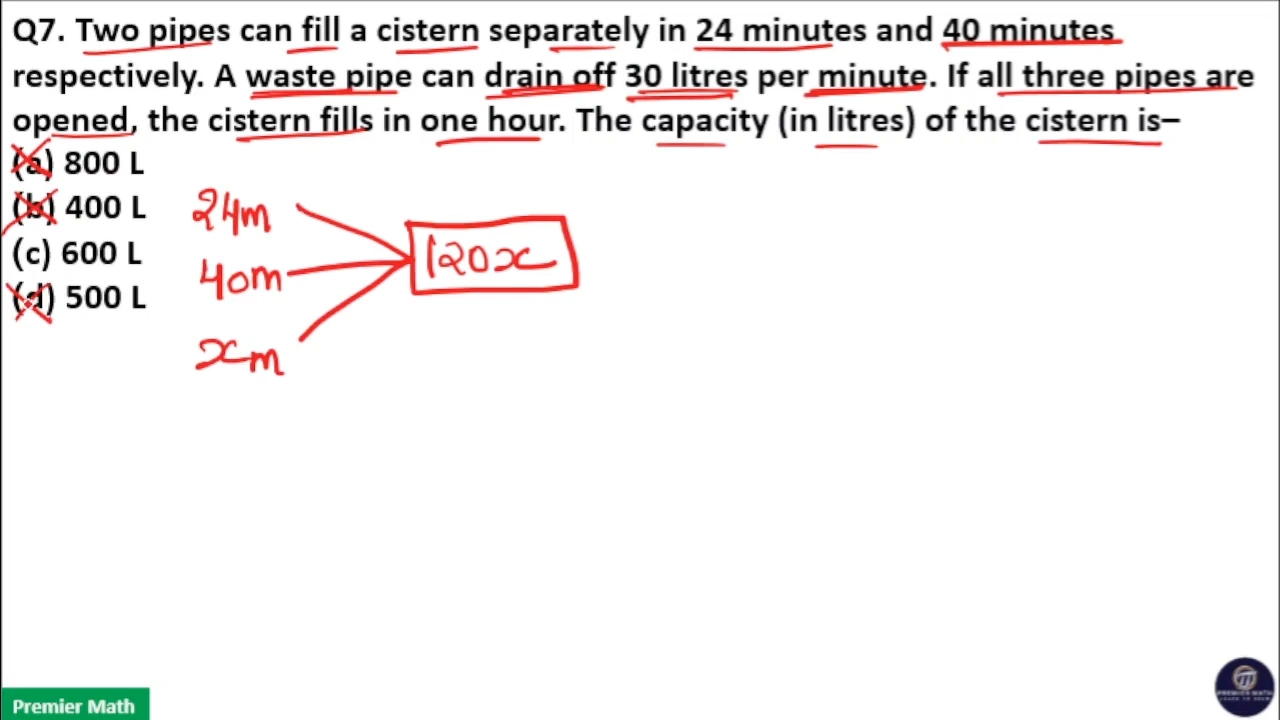 Q7. Two pipes can fill a cistern separately in 24 minutes and 40 minutes
respectively. A waste pipe can drain off 30 litres per minute. If all three pipes are
opened, the cistern fills in one hour. The capacity (in litres) of the cistern is–
(a) 800 L
(b) 400 L
(c) 600 L
(d) 500 L
24m
40m
xm
120x
Premier Math
PREMIER MATH